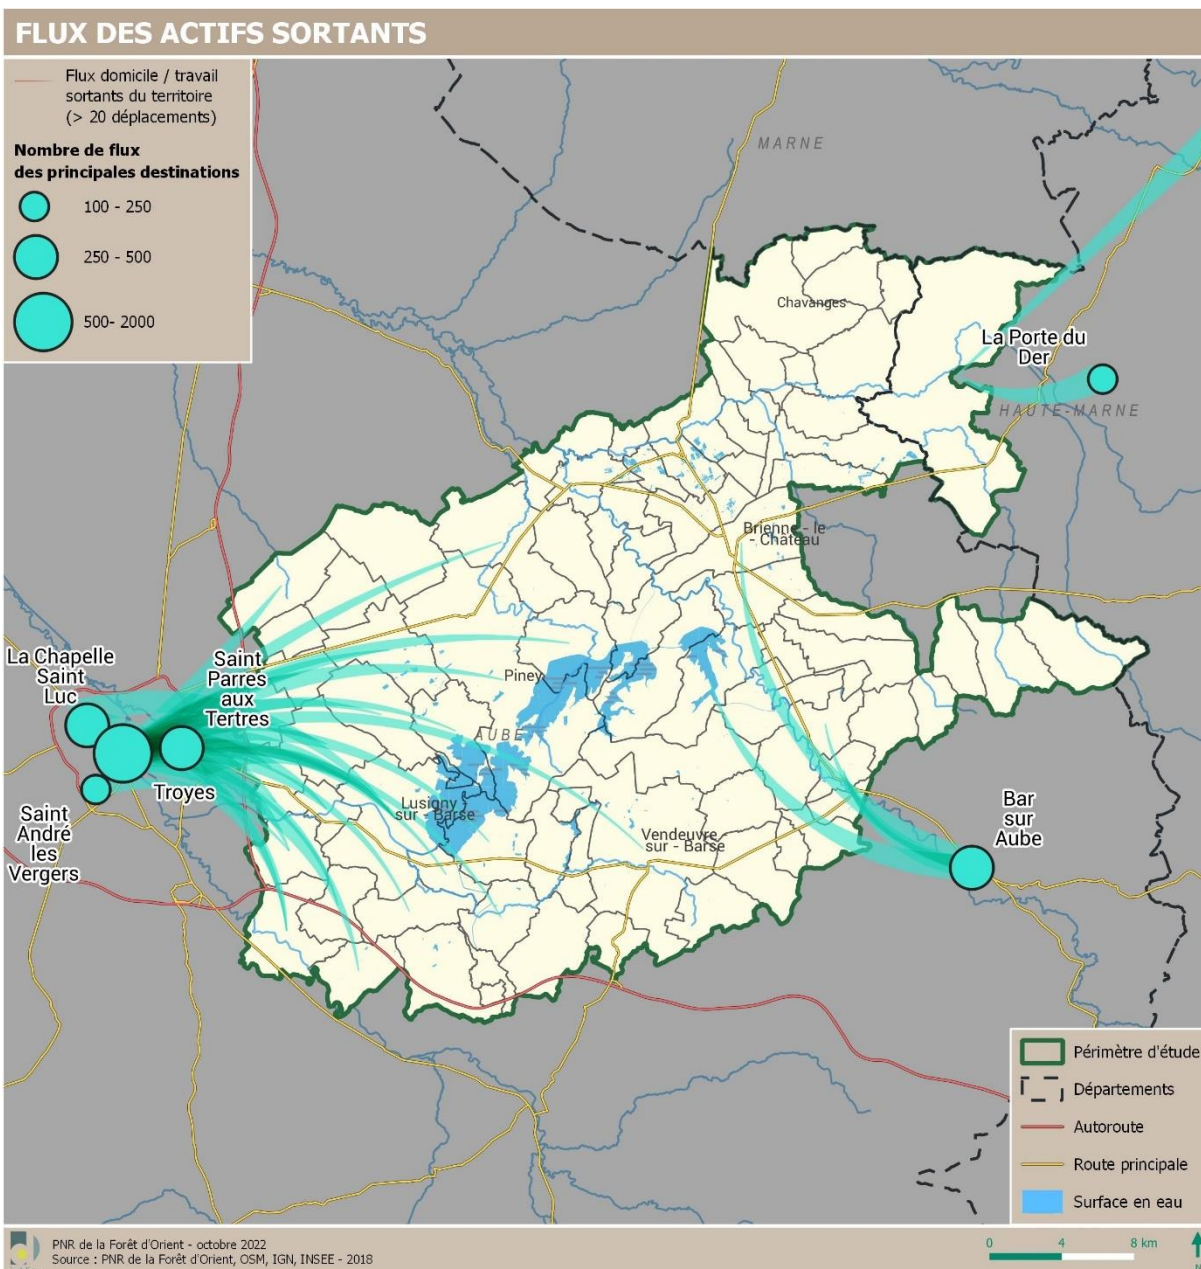 FLUX DES ACTIFS SORTANTS
Flux domicile / travail
sortants du territoire
(> 20 déplacements)
Nombre de flux
des principales destinations
100 - 250
250 - 500
500- 2000
MARNE
Chavanges
La Porte du
Der
HAUTE-MARNE
Brienne - le
- Château
La Chapelle
Saint
Luc
Saint
Parres
aux
Tertres
Piney
AUBE
Troyes
Lusigny
sur - Barse
Saint
André
les
Vergers
Vendeuvre
sur - Barse
Bar
sur
Aube
Périmètre d'étude
Départements
Autoroute
Route principale
Surface en eau
PNR de la Forêt d'Orient - octobre 2022
Source : PNR de la Forêt d'Orient, OSM, IGN, INSEE - 2018
0 4 8 km